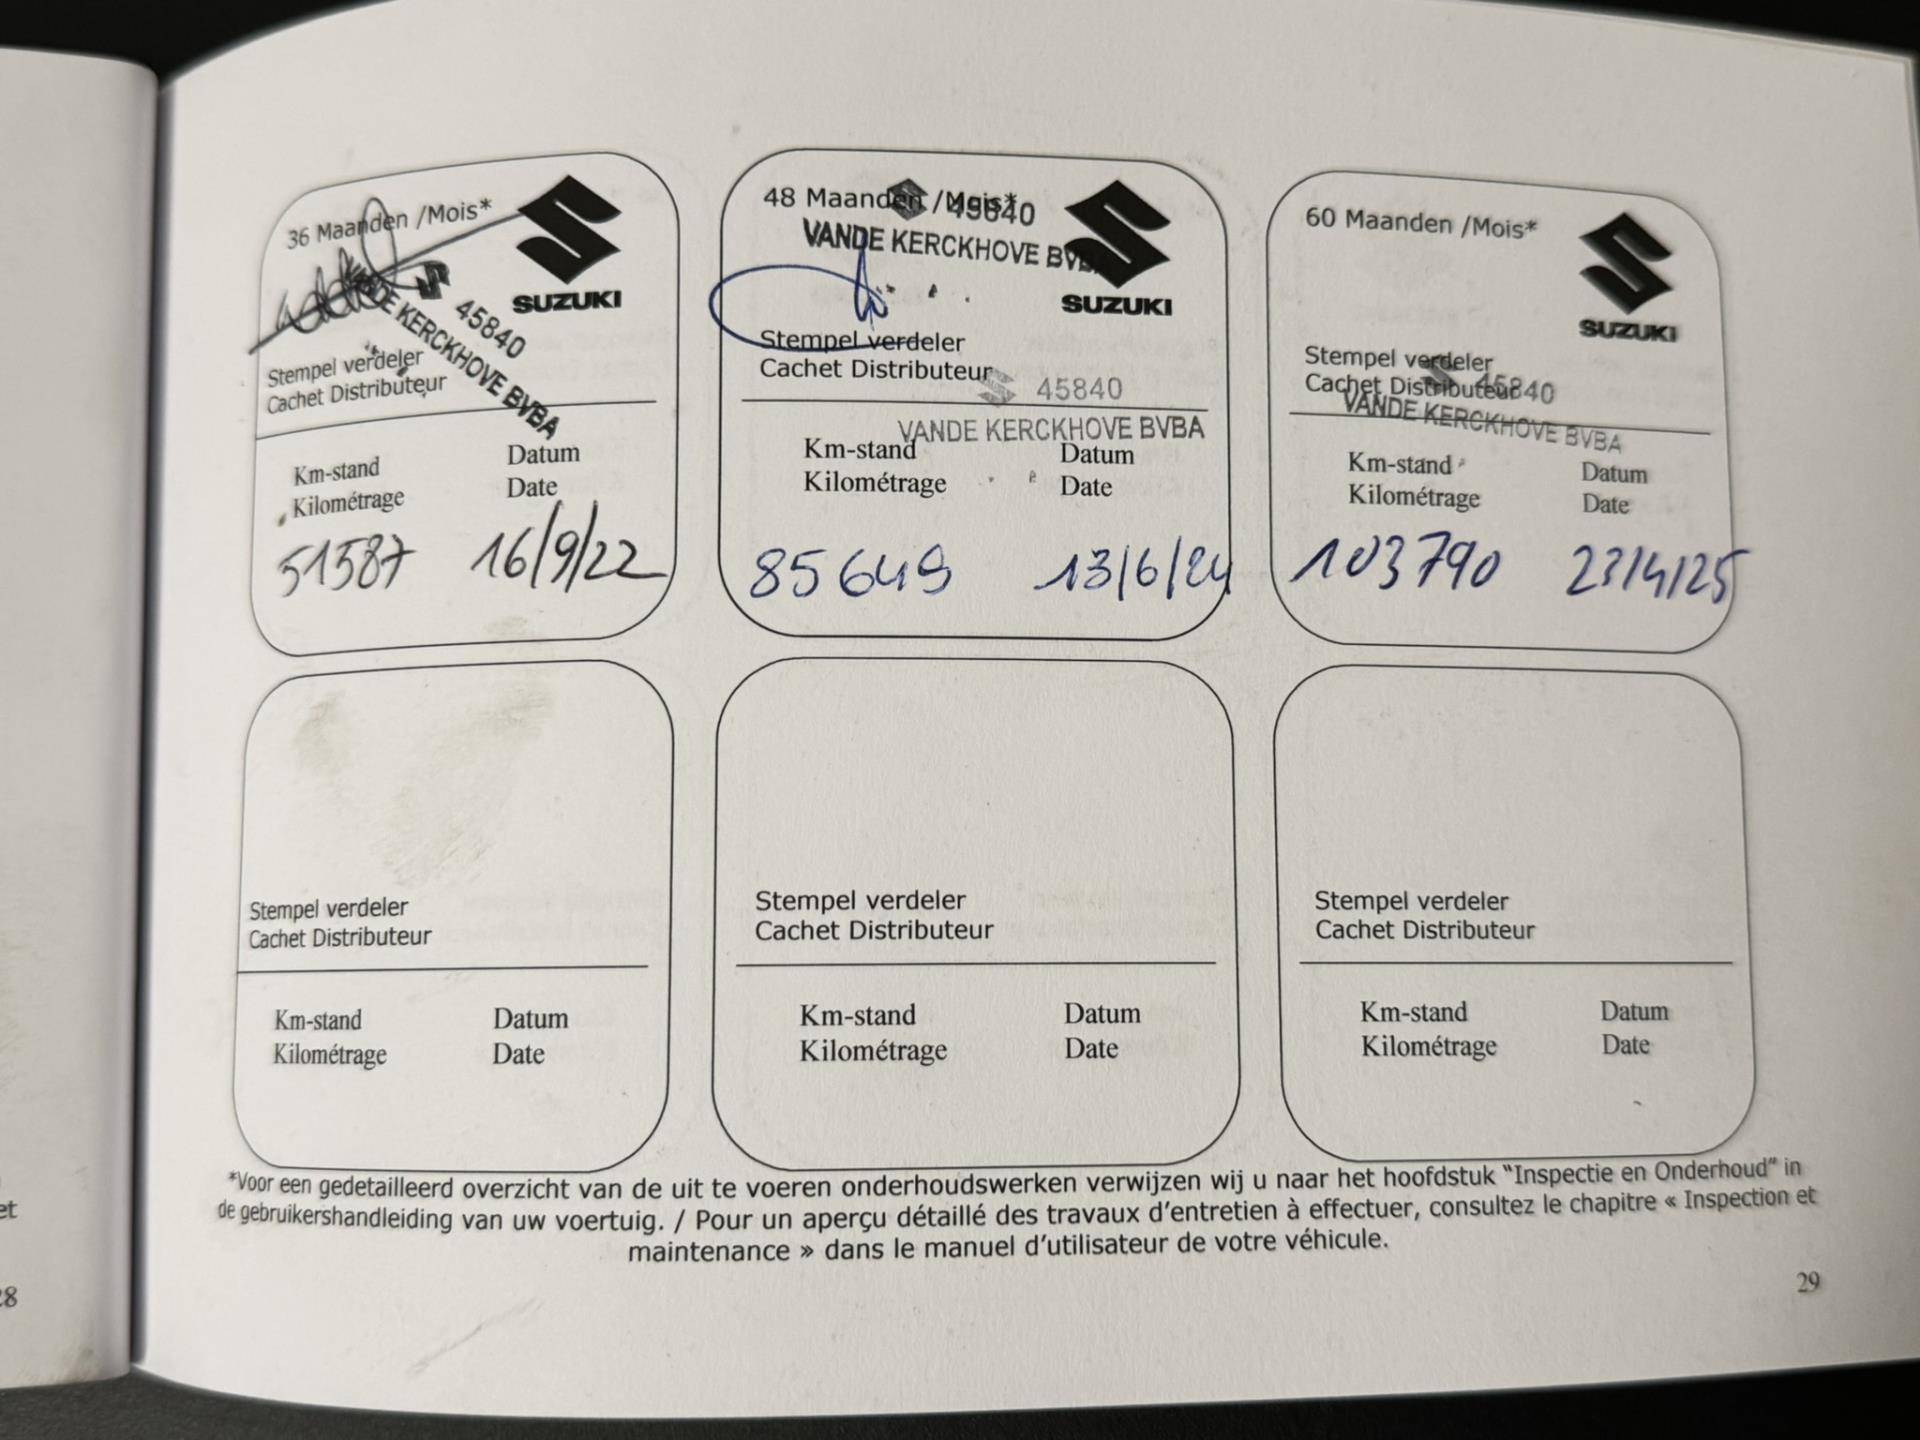 36 Maanden /Mois*
SUZUKI
45840
VANDE KERCKHOVE BVBA
Stempel verdeler
Cachet Distributeur
Km-stand
Kilométrage
Datum
Date
51587
16/9/22
48 Maanden /Mois*
45840
VANDE KERCKHOVE BVBA
SUZUKI
Stempel verdeler
Cachet Distributeur
45840
VANDE KERCKHOVE BVBA
Km-stand
Kilométrage
Datum
Date
85649
13/6/24
60 Maanden /Mois*
SUZUKI
Stempel verdeler
Cachet Distributeur
45840
VANDE KERCKHOVE BVBA
Km-stand
Kilométrage
Datum
Date
103790
23/4/25
Stempel verdeler
Cachet Distributeur
Km-stand
Kilométrage
Datum
Date
Stempel verdeler
Cachet Distributeur
Km-stand
Kilométrage
Datum
Date
Stempel verdeler
Cachet Distributeur
Km-stand
Kilométrage
Datum
Date
*Voor een gedetailleerd overzicht van de uit te voeren onderhoudswerken verwijzen wij u naar het hoofdstuk “Inspectie en Onderhoud” in
de gebruikershandleiding van uw voertuig. / Pour un aperçu détaillé des travaux d’entretien à effectuer, consultez le chapitre « Inspection et
maintenance » dans le manuel d’utilisateur de votre véhicule.
29